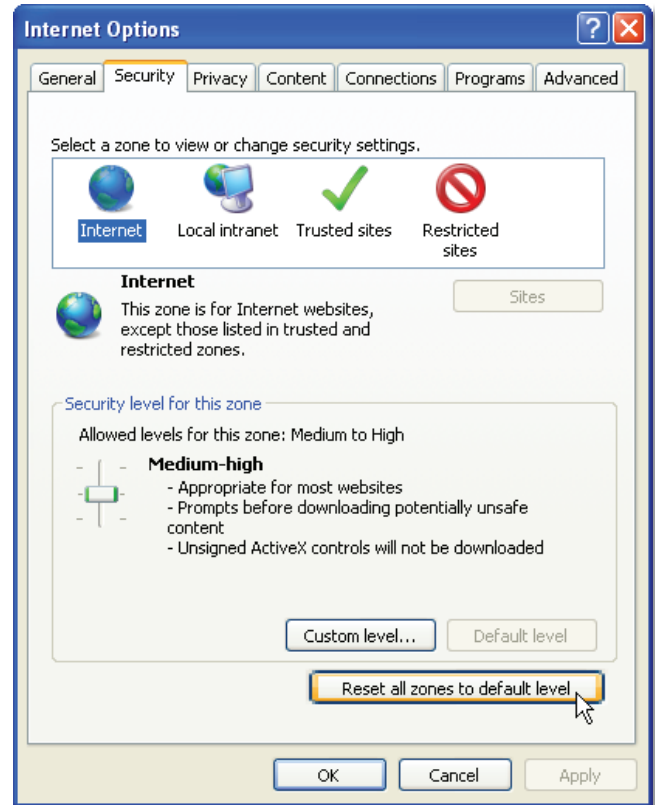 Internet Options
General Security Privacy Content Connections Programs Advanced
Select a zone to view or change security settings.
Internet Local intranet Trusted sites Restricted
sites
Internet
Sites
This zone is for Internet websites,
except those listed in trusted and
restricted zones.
Security level for this zone
Allowed levels for this zone: Medium to High
Medium-high
- Appropriate for most websites
- Prompts before downloading potentially unsafe
content
- Unsigned ActiveX controls will not be downloaded
Custom level... Default level
Reset all zones to default level
OK Cancel Apply